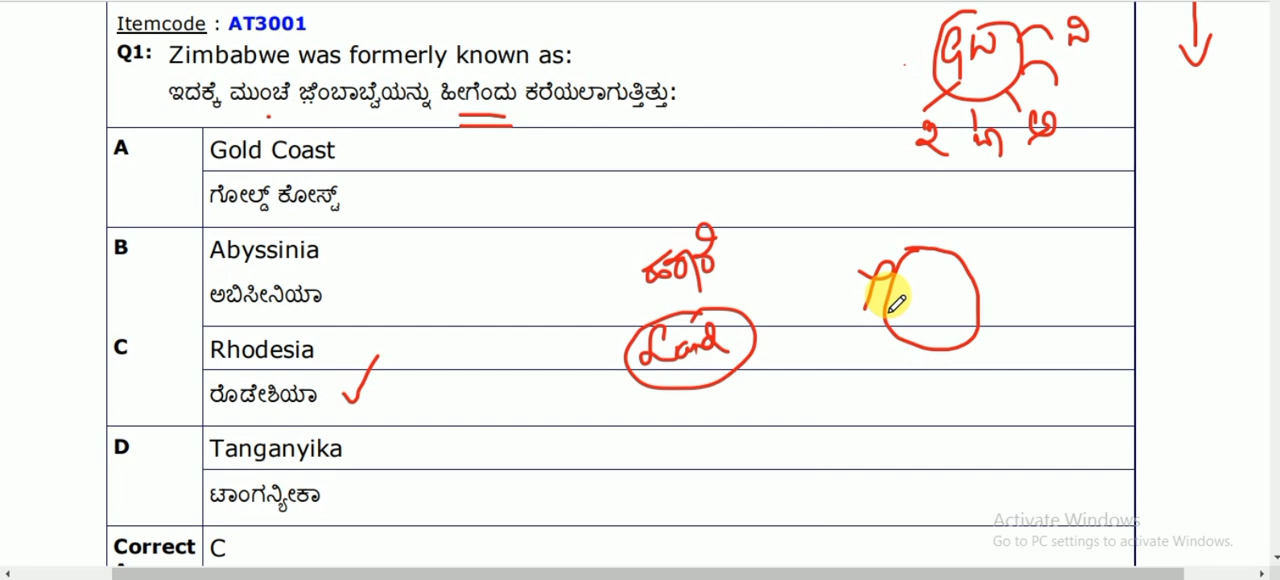 Itemcode : AT3001
Q1: Zimbabwe was formerly known as:
ಇದಕ್ಕೆ ಮುಂಚೆ ಜಿ಼ಂಬಾಬ್ವೆಯನ್ನು ಹೀಗೆಂದು ಕರೆಯಲಾಗುತ್ತಿತ್ತು:
A Gold Coast
ಗೋಲ್ಡ್ ಕೋಸ್ಟ್
B Abyssinia
ಅಬಿಸೀನಿಯಾ
Land
C Rhodesia
ರೊಡೇಶಿಯಾ
D Tanganyika
ಟಾಂಗನ್ಯೀಕಾ
Correct C
Activate Windows
Go to PC settings to activate Windows.